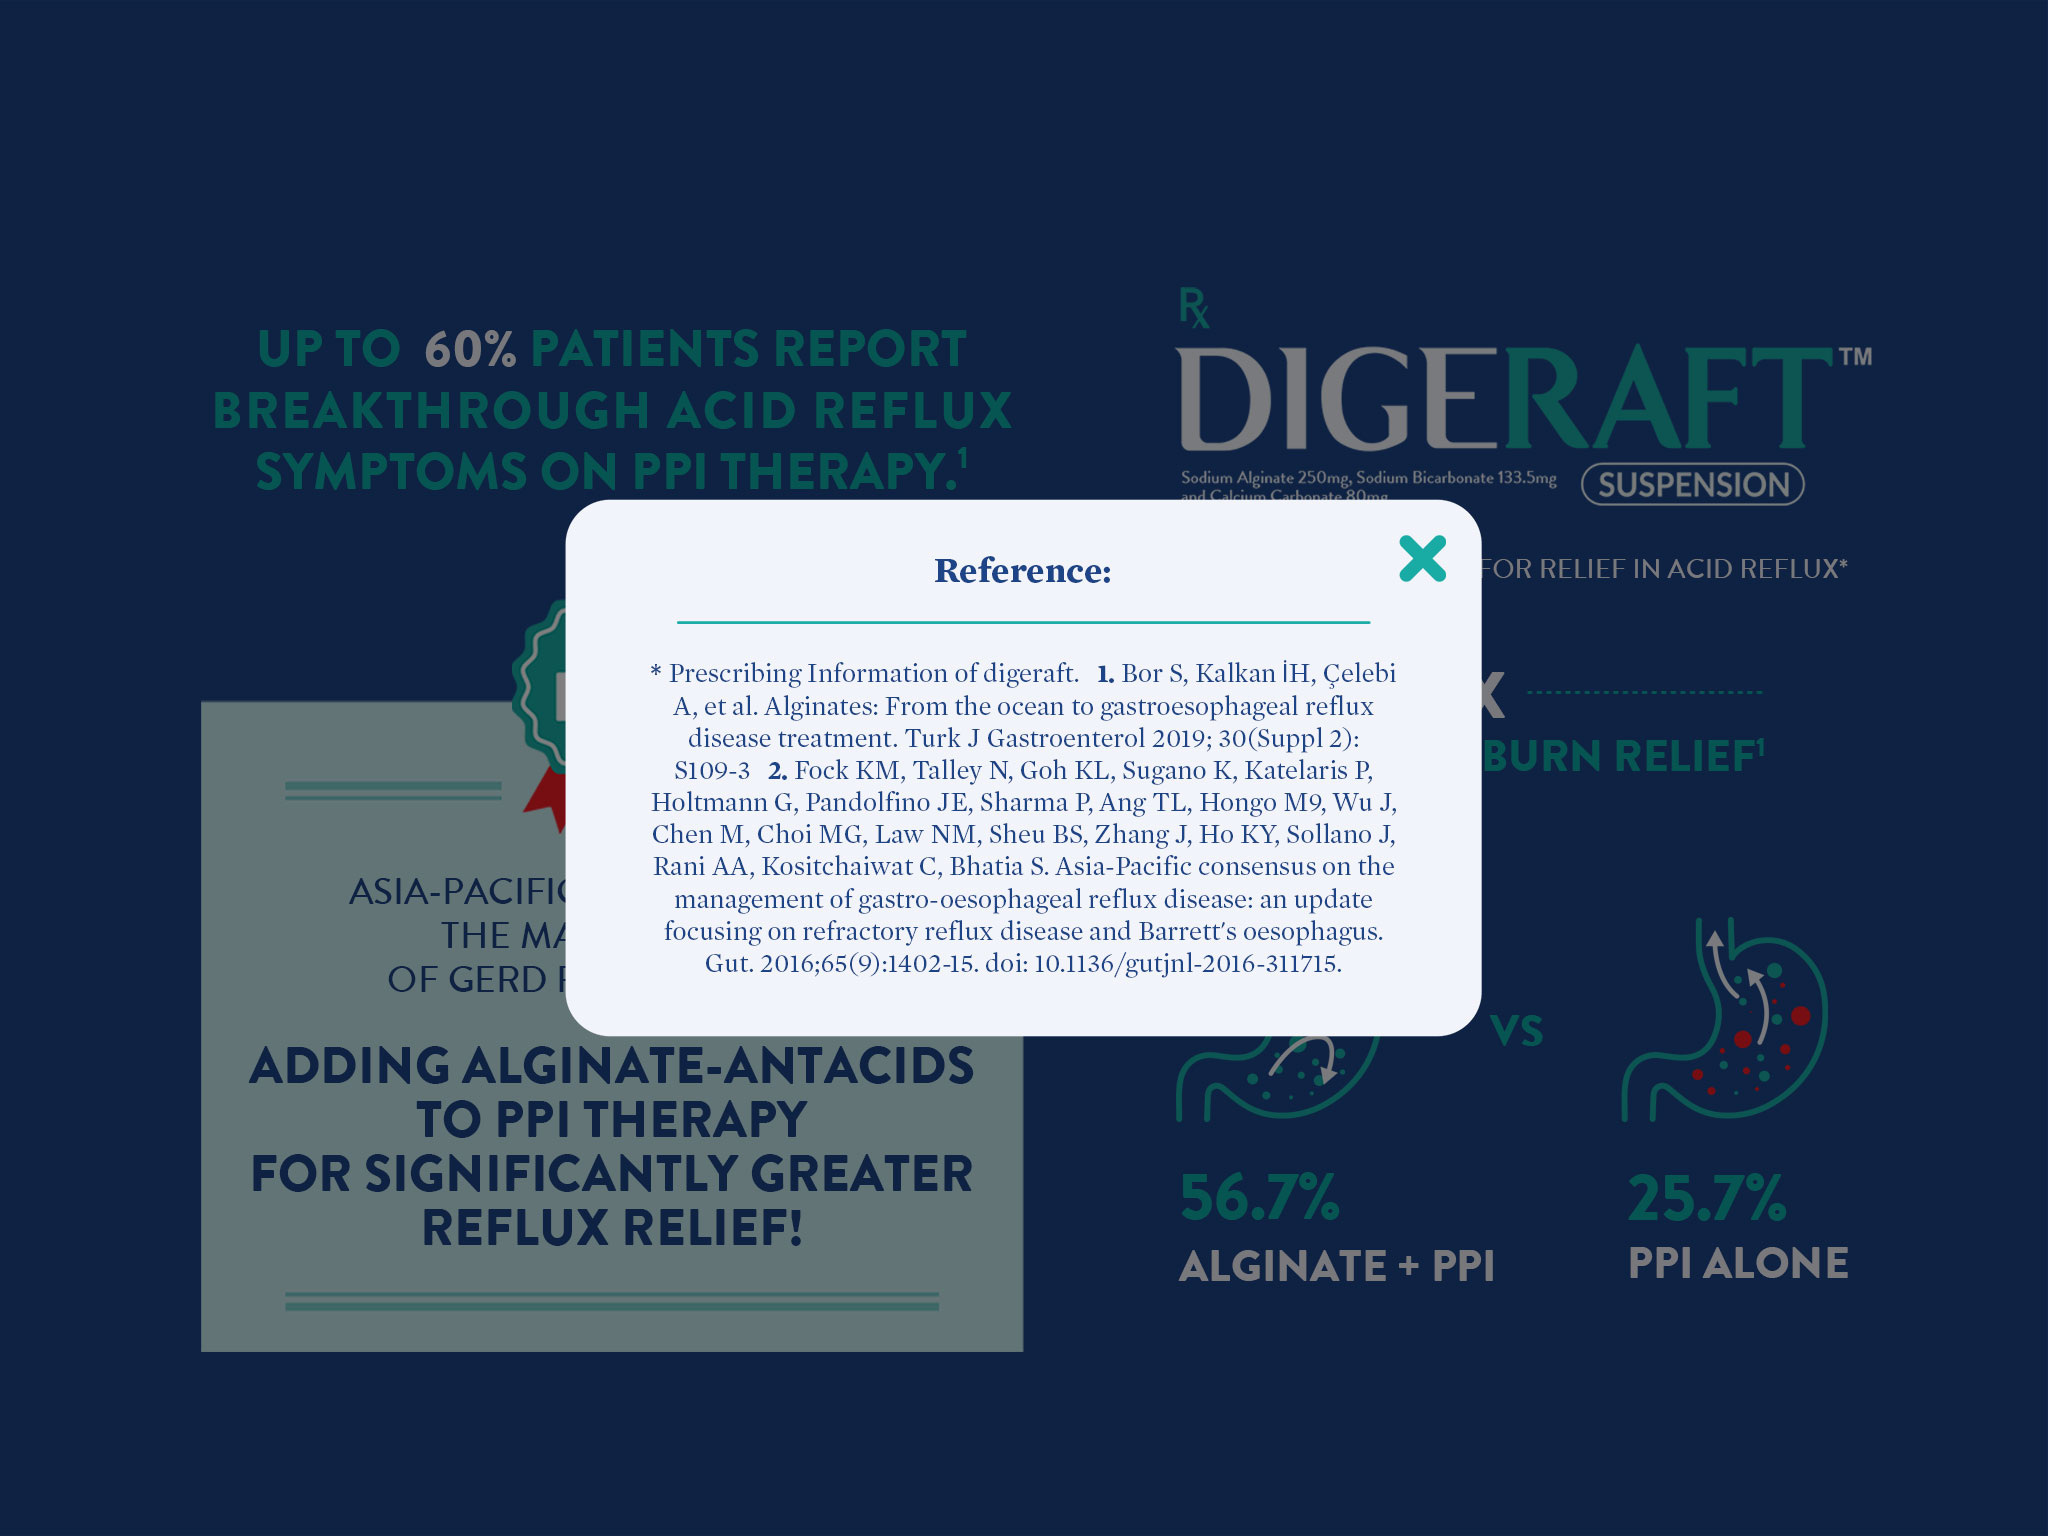 UP TO 60% PATIENTS REPORT
BREAKTHROUGH ACID REFLUX
SYMPTOMS ON PPI THERAPY.¹
Rx
DIGERAFT™
Sodium Alginate 250mg, Sodium Bicarbonate 133.5mg
and Calcium Carbonate 80mg
SUSPENSION
FOR RELIEF IN ACID REFLUX*
X
BURN RELIEF¹
Reference:
* Prescribing Information of digeraft. 1. Bor S, Kalkan İH, Çelebi
A, et al. Alginates: From the ocean to gastroesophageal reflux
disease treatment. Turk J Gastroenterol 2019; 30(Suppl 2):
S109-3 2. Fock KM, Talley N, Goh KL, Sugano K, Katelaris P,
Holtmann G, Pandolfino JE, Sharma P, Ang TL, Hongo M9, Wu J,
Chen M, Choi MG, Law NM, Sheu BS, Zhang J, Ho KY, Sollano J,
Rani AA, Kositchaiwat C, Bhatia S. Asia-Pacific consensus on the
management of gastro-oesophageal reflux disease: an update
focusing on refractory reflux disease and Barrett's oesophagus.
Gut. 2016;65(9):1402-15. doi: 10.1136/gutjnl-2016-311715.
ASIA-PACIFIC
THE
OF GERD
ADDING ALGINATE-ANTACIDS
TO PPI THERAPY
FOR SIGNIFICANTLY GREATER
REFLUX RELIEF!
VS
56.7%
ALGINATE + PPI
25.7%
PPI ALONE